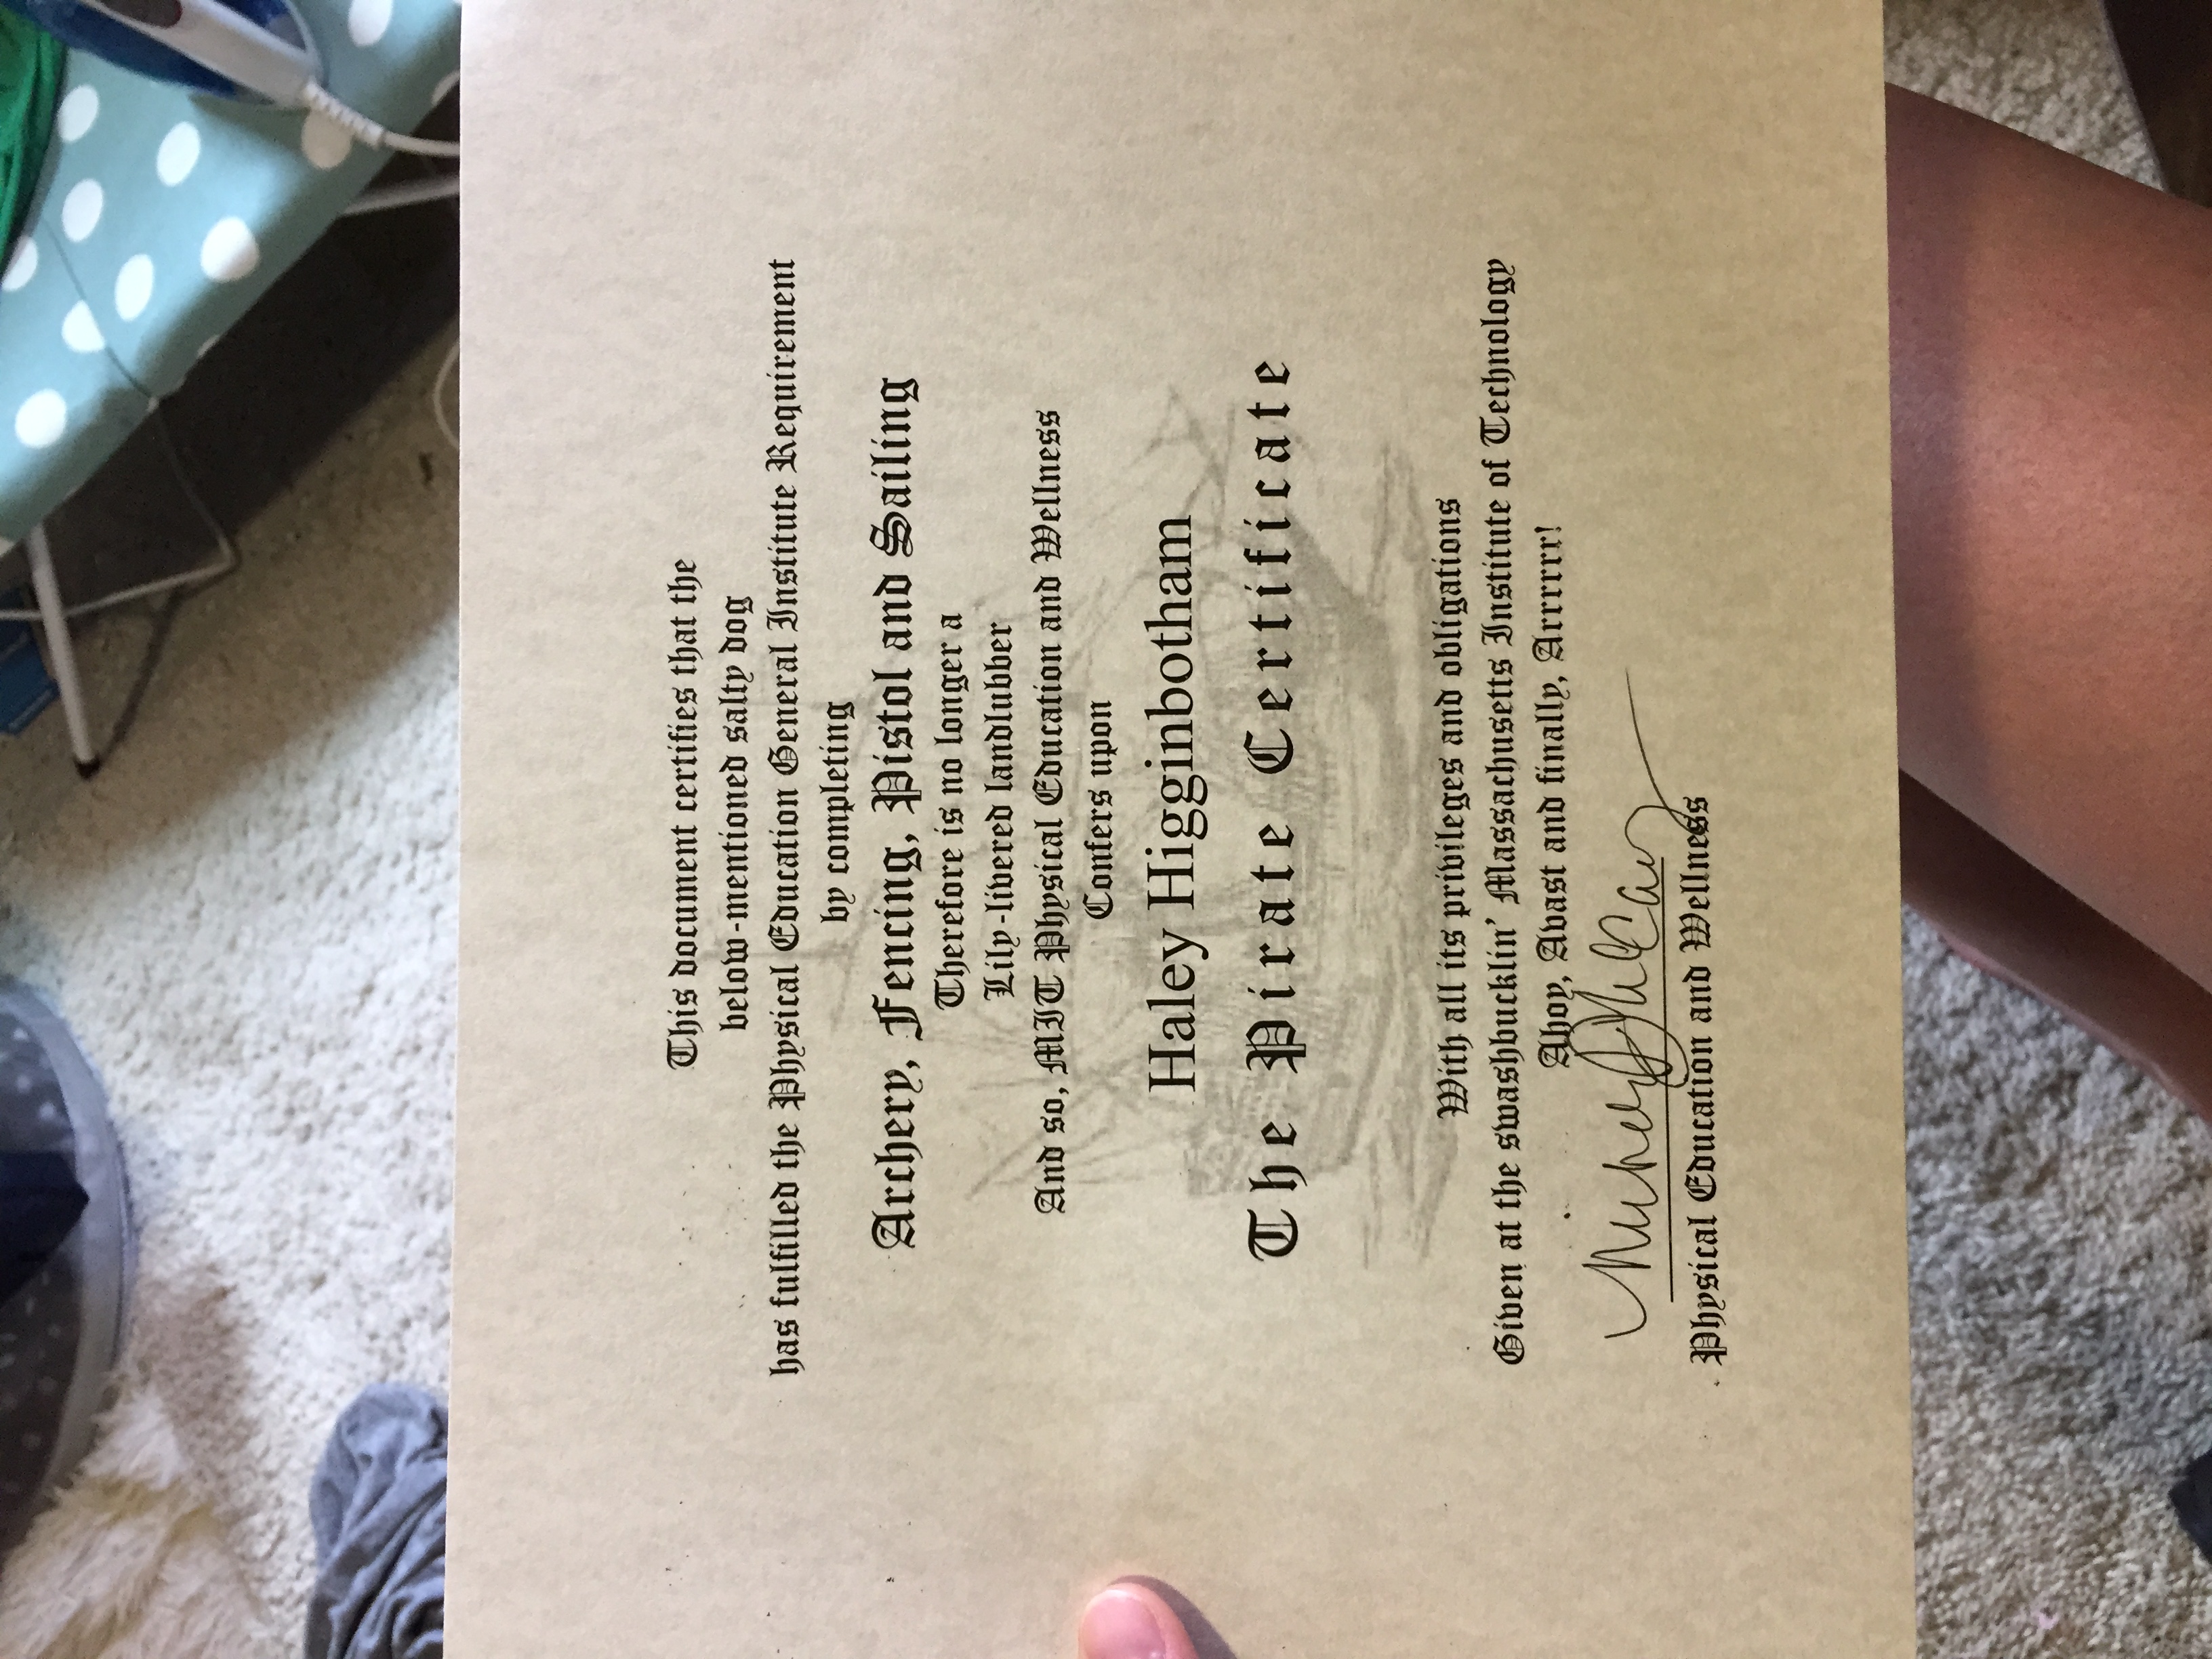 This document certifies that the
below-mentioned salty dog
has fulfilled the Physical Education General Institute Requirement
by completing
Archery, Fencing, Pistol and Sailing
Therefore is no longer a
Lily-livered landlubber
And so, MIT Physical Education and Wellness
Confers upon
Haley Higginbotham
The Pirate Certificate
With all its privileges and obligations
Given at the swashbucklin' Massachusetts Institute of Technology
Ahoy, Avast and finally, Arrrrrr!
Physical Education and Wellness